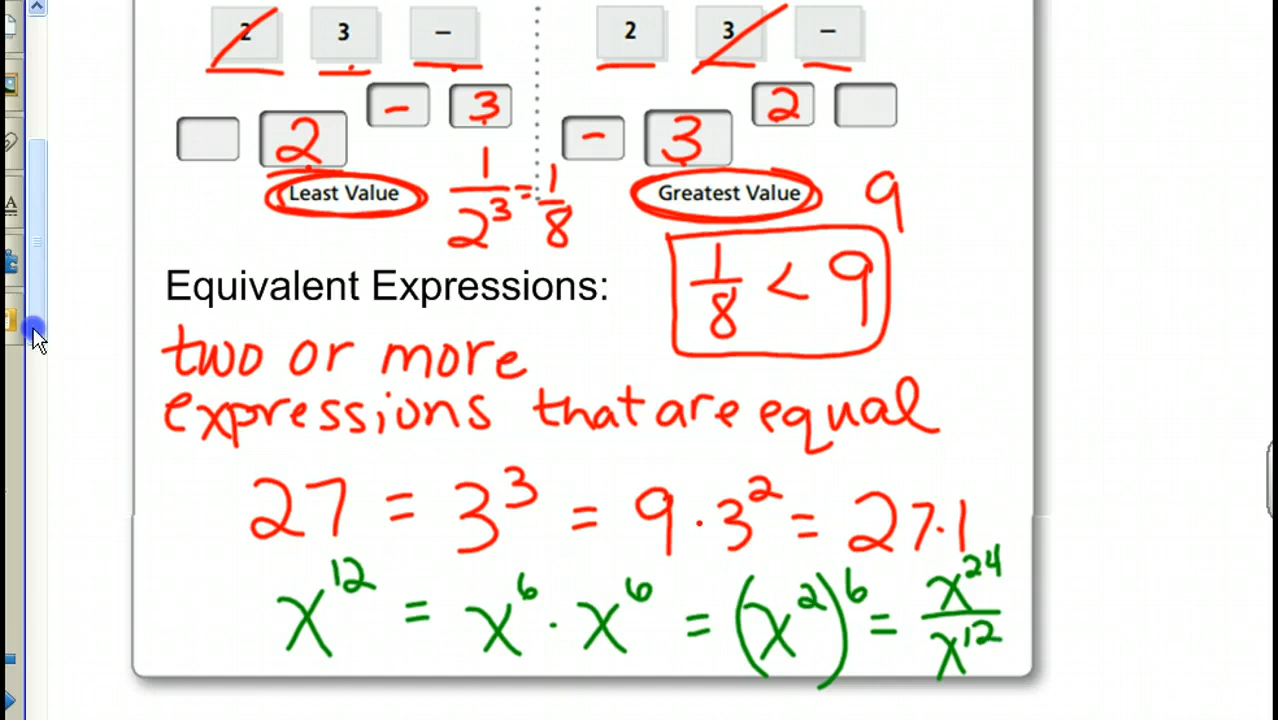 2 3 − 2 3 −
2 − 3 − 3 2
Least Value 1/2³ = 1/8 Greatest Value 9
1/8 < 9
Equivalent Expressions:
two or more
expressions that are equal
27 = 3³ = 9 · 3² = 27 · 1
x¹² = x⁶ · x⁶ = (x²)⁶ = x²⁴/x¹²